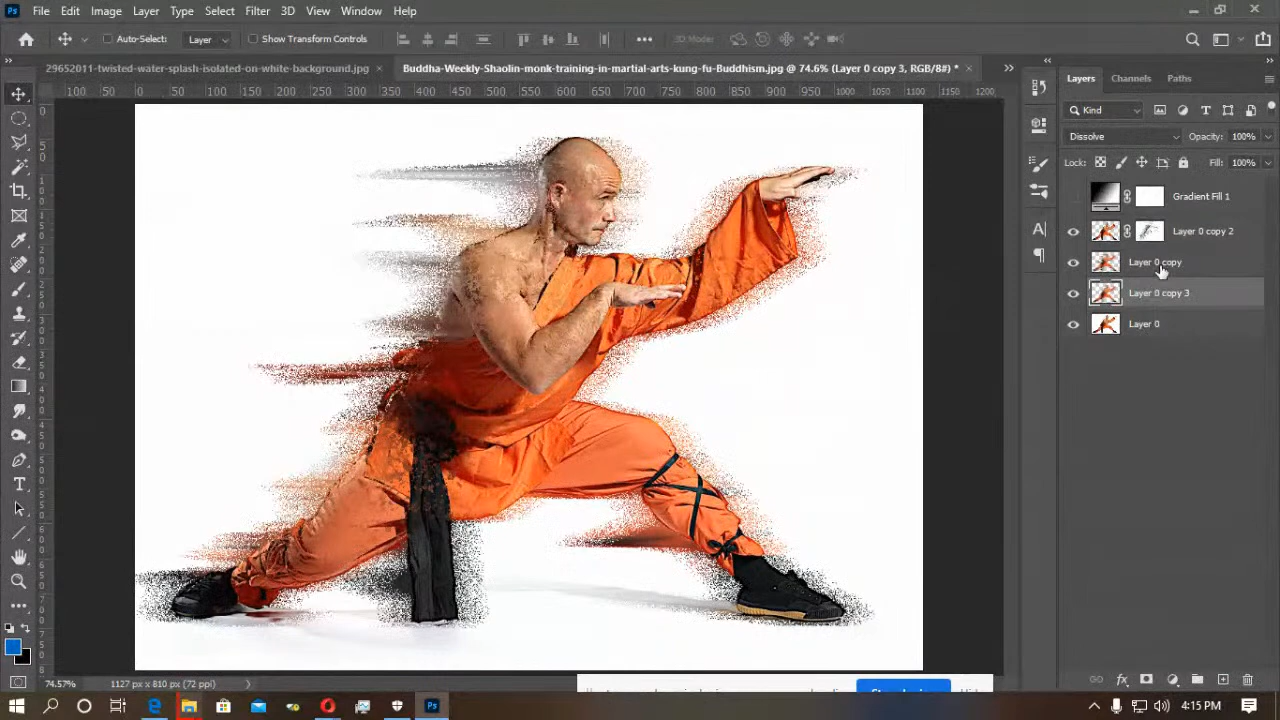 Ps File Edit Image Layer Type Select Filter 3D View Window Help
Auto-Select: Layer Show Transform Controls 3D Mode:
29652011-twisted-water-splash-isolated-on-white-background.jpg Buddha-Weekly-Shaolin-monk-training-in-martial-arts-kung-fu-Buddhism.jpg @ 74.6% (Layer 0 copy 3, RGB/8#) *
100 50 0 50 100 150 200 250 300 350 400 450 500 550 600 650 700 750 800 850 900 950 1000 1050 1100 1150 1200
Layers Channels Paths
Kind
Dissolve Opacity: 100%
Lock: Fill: 100%
Gradient Fill 1
Layer 0 copy 2
Layer 0 copy
Layer 0 copy 3
Layer 0
74.57% 1127 px x 810 px (72 ppi)
4:15 PM